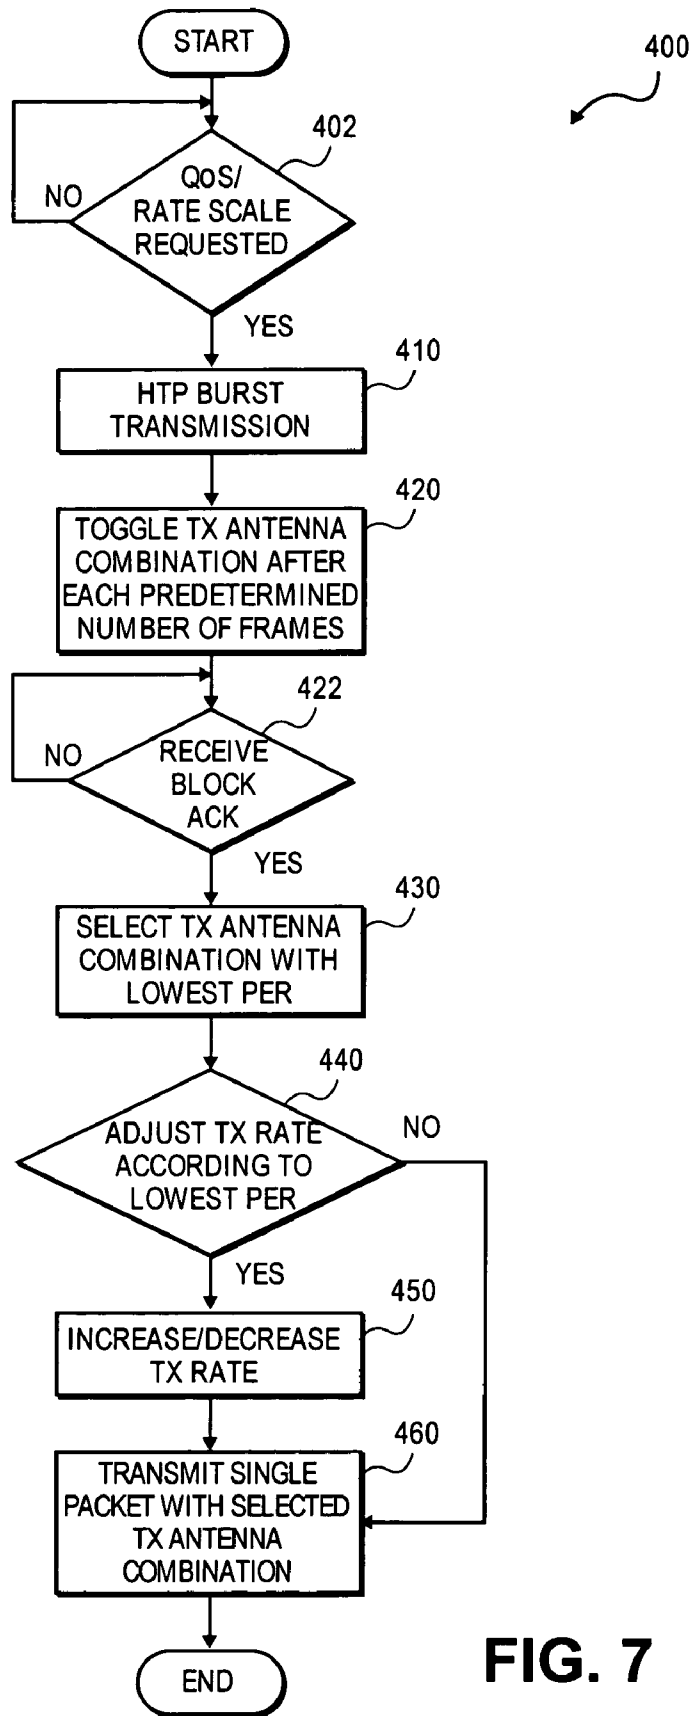 START
400
402
QoS/
RATE SCALE
REQUESTED
NO
YES
410
HTP BURST
TRANSMISSION
420
TOGGLE TX ANTENNA
COMBINATION AFTER
EACH PREDETERMINED
NUMBER OF FRAMES
422
RECEIVE
BLOCK
ACK
NO
YES
430
SELECT TX ANTENNA
COMBINATION WITH
LOWEST PER
440
ADJUST TX RATE
ACCORDING TO
LOWEST PER
NO
YES
450
INCREASE/DECREASE
TX RATE
460
TRANSMIT SINGLE
PACKET WITH SELECTED
TX ANTENNA
COMBINATION
END
FIG. 7